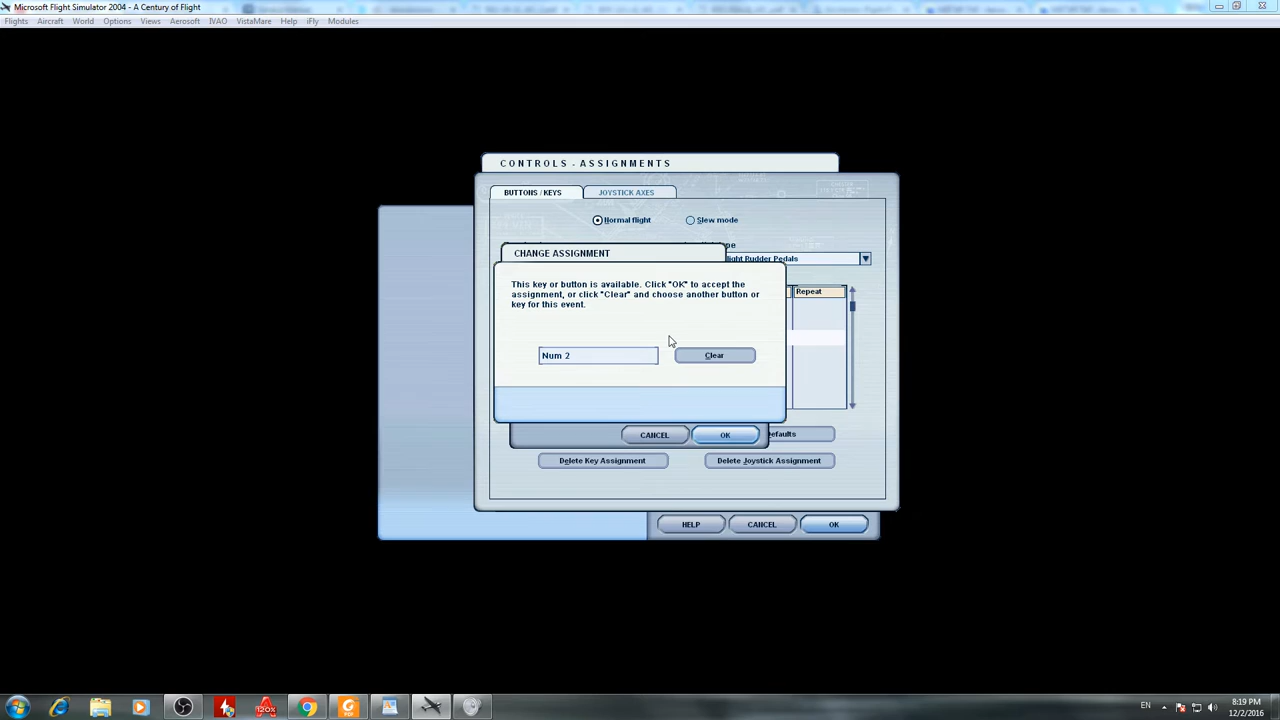 Microsoft Flight Simulator 2004 - A Century of Flight
Flights Aircraft World Options Views Aerosoft IVAO VistaMare Help iFly Modules
CONTROLS - ASSIGNMENTS
BUTTONS / KEYS JOYSTICK AXES
Normal flight Slew mode
CHANGE ASSIGNMENT
light Rudder Pedals
This key or button is available. Click "OK" to accept the
assignment, or click "Clear" and choose another button or
key for this event.
Repeat
Num 2 Clear
CANCEL OK
efaults
Delete Key Assignment Delete Joystick Assignment
HELP CANCEL OK
120%
PDF
EN
8:19 PM
12/2/2016